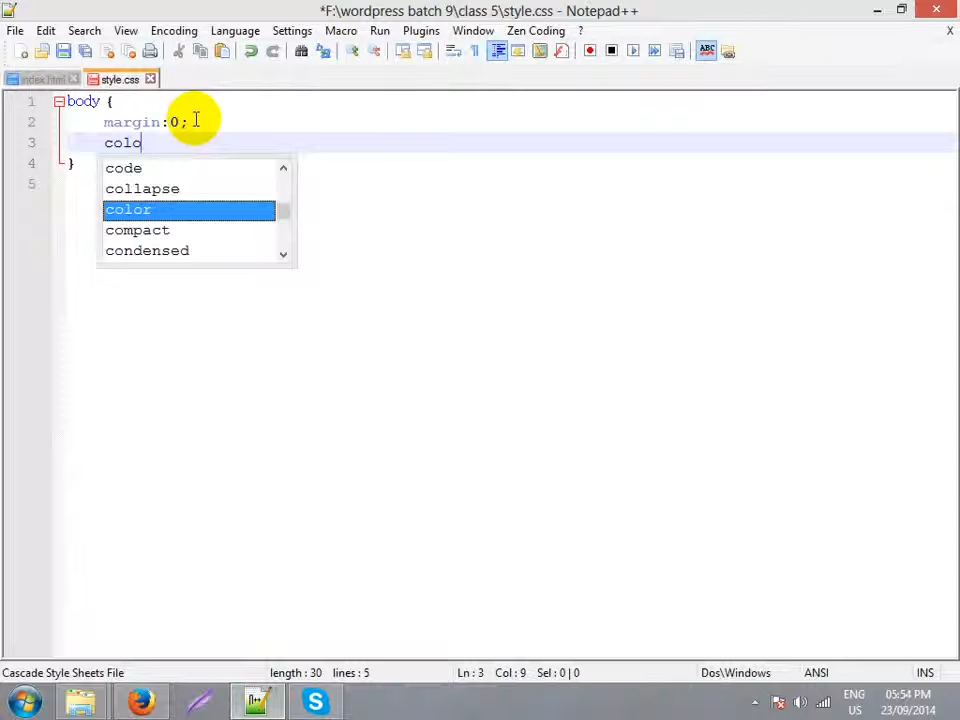 *F:\wordpress batch 9\class 5\style.css - Notepad++
File Edit Search View Encoding Language Settings Macro Run Plugins Window Zen Coding ? X
index.html style.css
1 body {
2 margin:0;
3 colo
4 }
5
code
collapse
color
compact
condensed
Cascade Style Sheets File length : 30 lines : 5 Ln : 3 Col : 9 Sel : 0 | 0 Dos\Windows ANSI INS
ENG 05:54 PM
US 23/09/2014